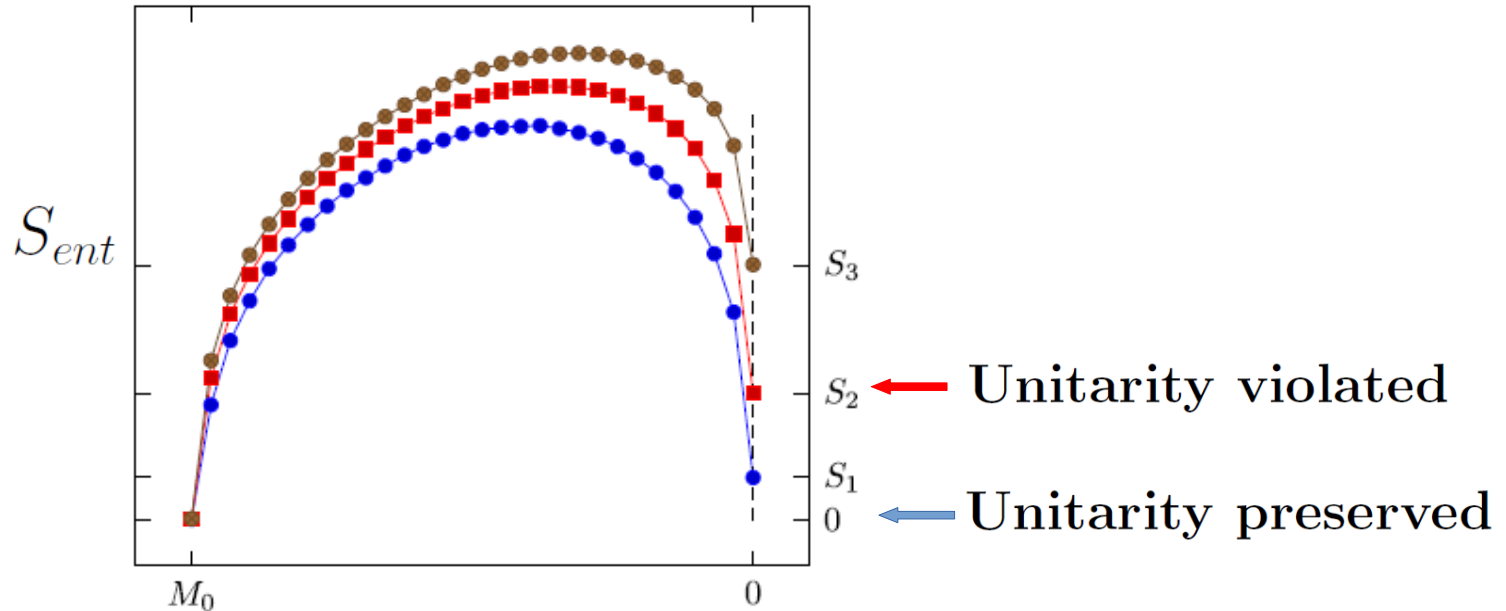 S_ent
S_3
S_2
Unitarity violated
S_1
0
Unitarity preserved
M_0
0